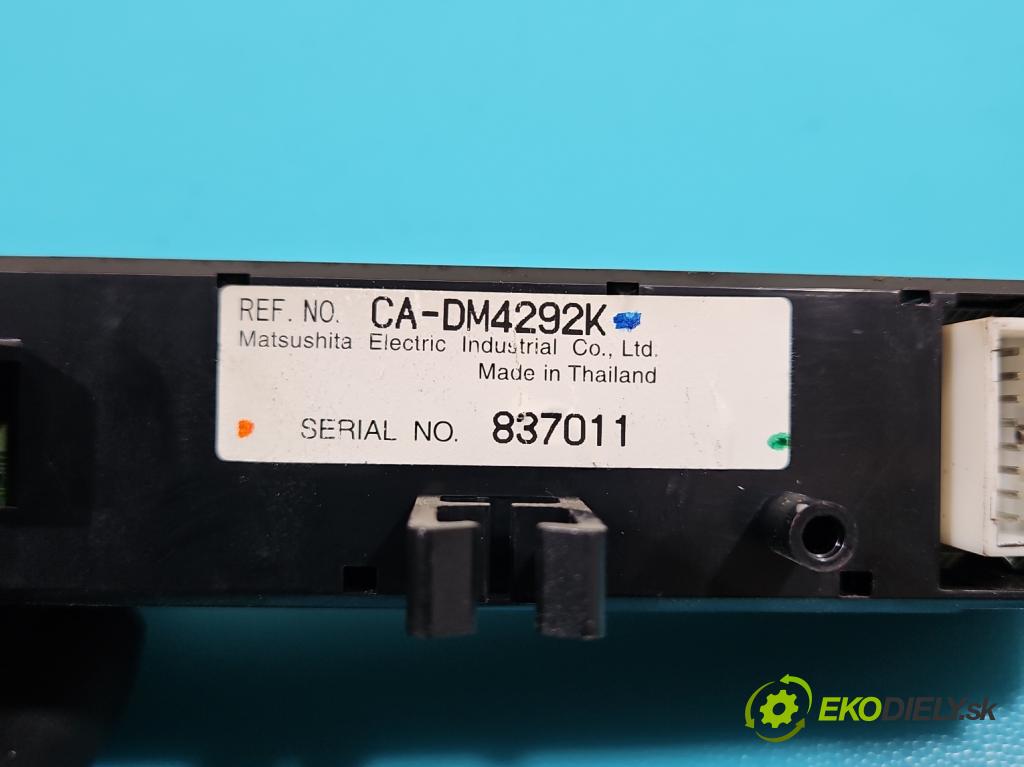 REF. NO. CA-DM4292K
Matsushita Electric Industrial Co., Ltd.
Made in Thailand
SERIAL NO. 837011
EKODIELY.sk